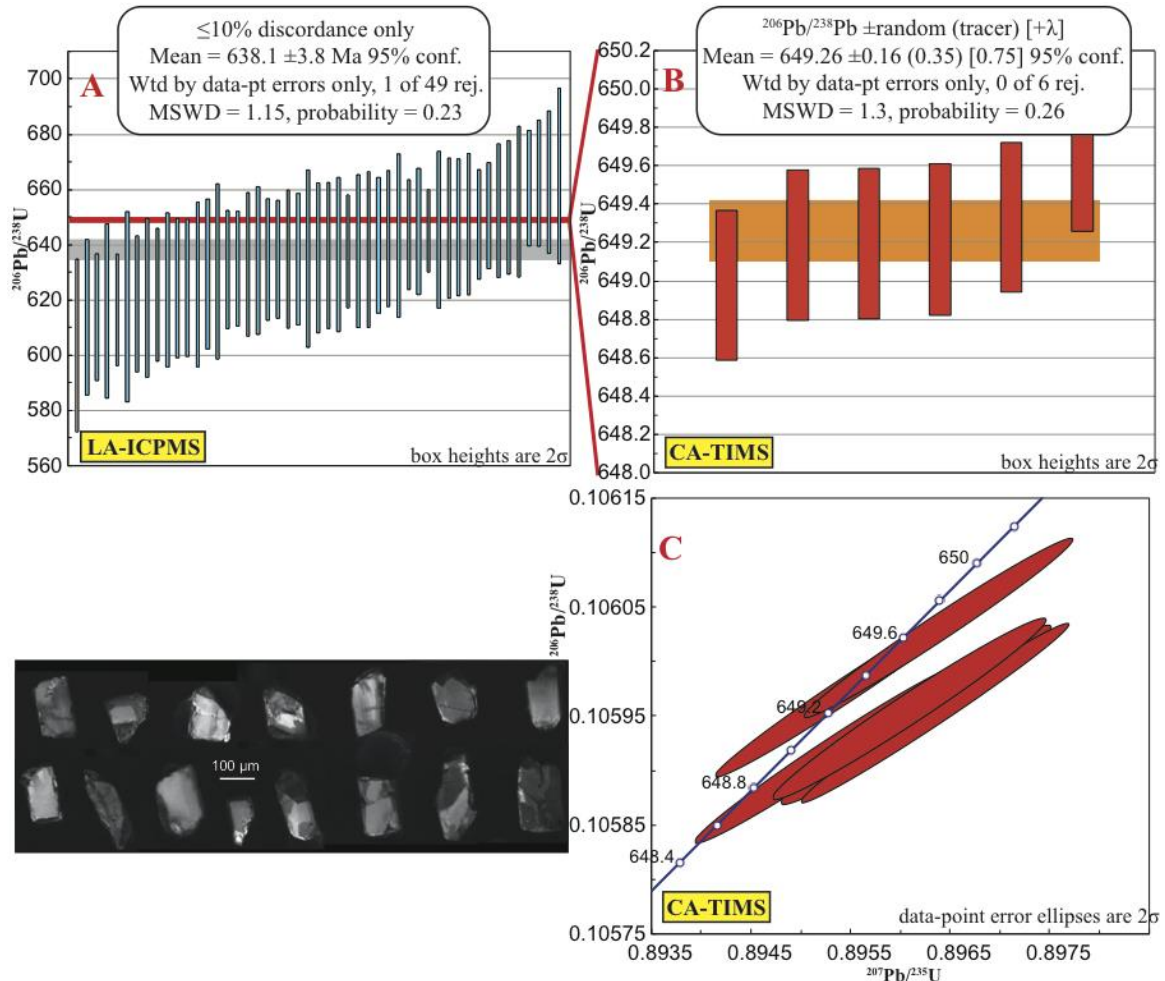 ≤10% discordance only
Mean = 638.1 ±3.8 Ma 95% conf.
Wtd by data-pt errors only, 1 of 49 rej.
MSWD = 1.15, probability = 0.23
A
700
680
660
640
620
600
580
560
206Pb/238U
LA-ICPMS
box heights are 2σ
206Pb/238Pb ±random (tracer) [+λ]
Mean = 649.26 ±0.16 (0.35) [0.75] 95% conf.
Wtd by data-pt errors only, 0 of 6 rej.
MSWD = 1.3, probability = 0.26
B
650.2
650.0
649.8
649.6
649.4
649.2
649.0
648.8
648.6
648.4
648.2
648.0
206Pb/238U
CA-TIMS
box heights are 2σ
C
0.10615
0.10605
0.10595
0.10585
0.10575
206Pb/238U
650
649.6
649.2
648.8
648.4
CA-TIMS
data-point error ellipses are 2σ
0.8935 0.8945 0.8955 0.8965 0.8975
207Pb/235U
100 µm